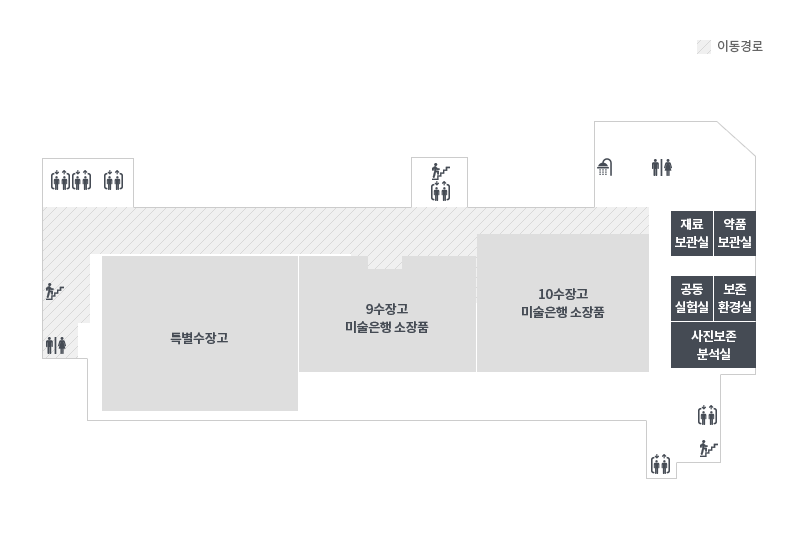 이동경로
재료
보관실
약품
보관실
공동
실험실
보존
환경실
사진보존
분석실
10수장고
미술은행 소장품
9수장고
미술은행 소장품
특별수장고